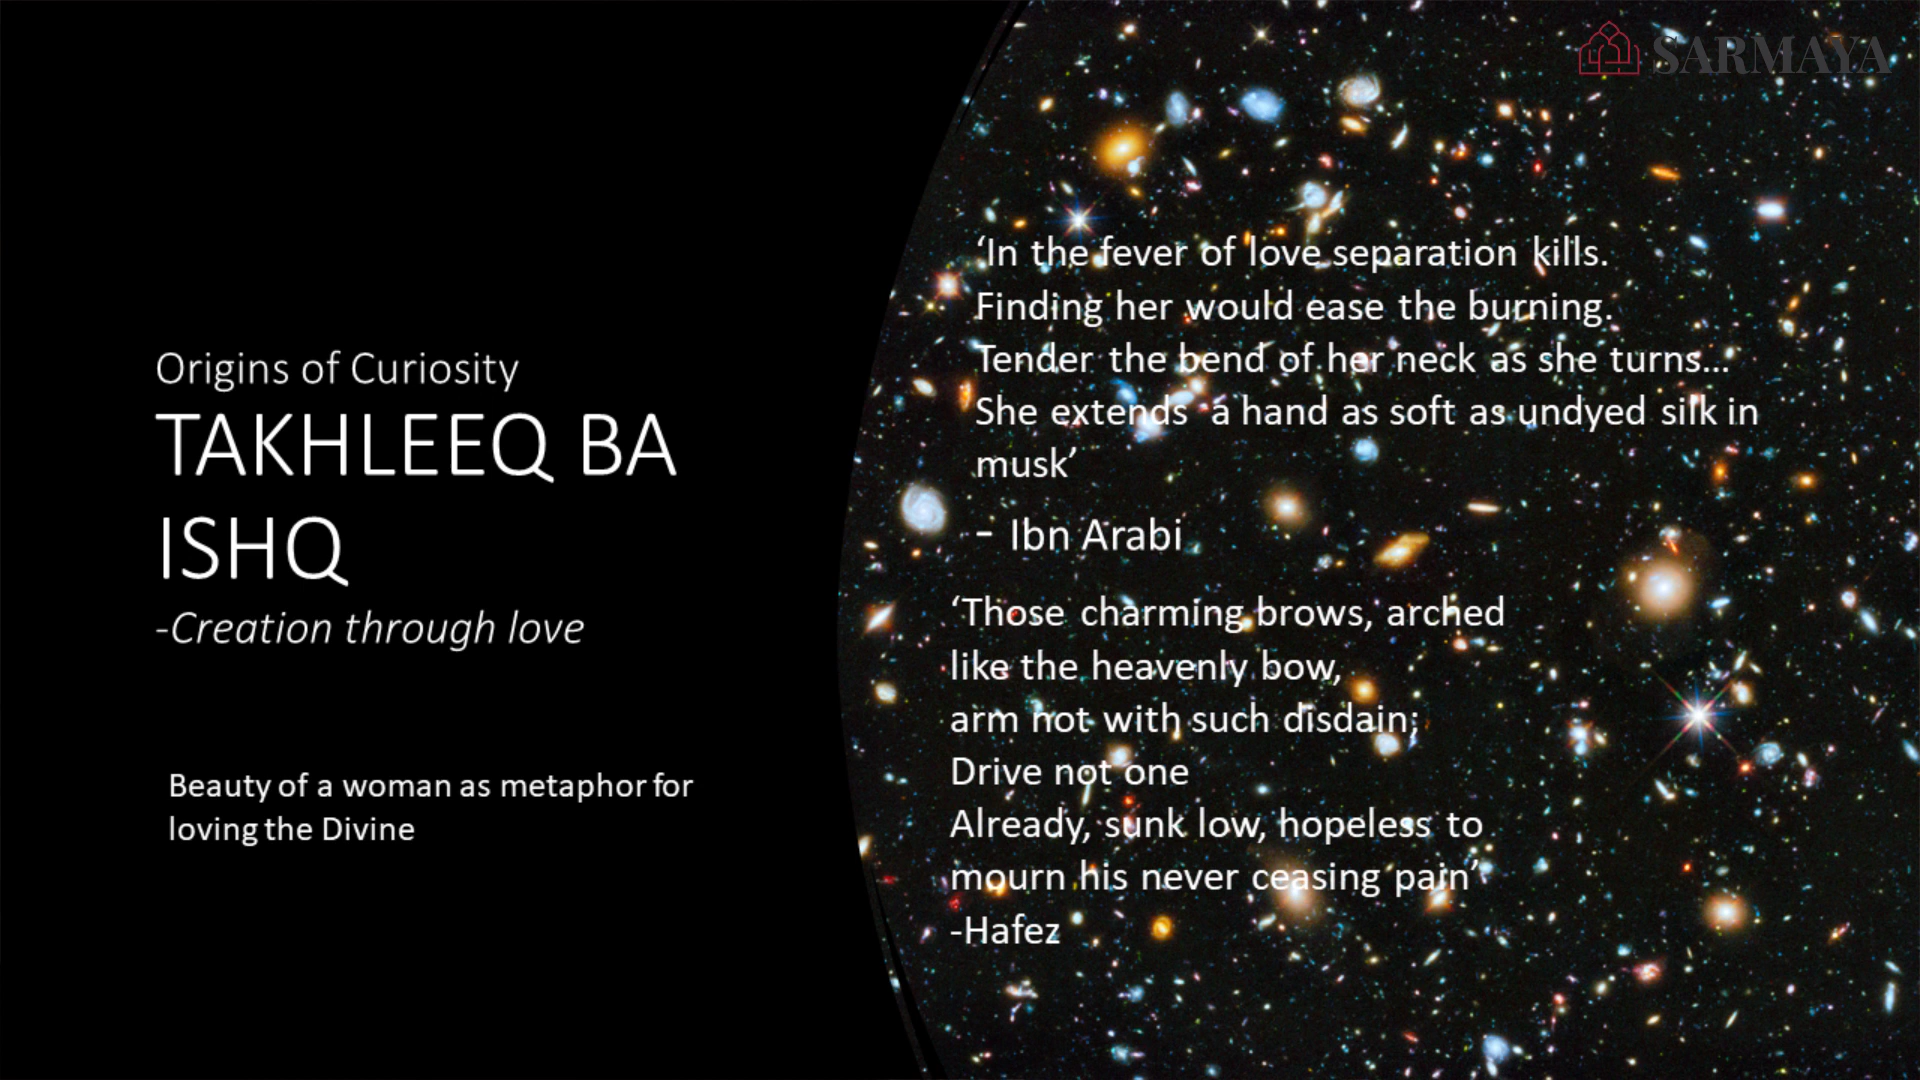 SARMAYA
Origins of Curiosity
TAKHLEEQ BA
ISHQ
-Creation through love
Beauty of a woman as metaphor for
loving the Divine
‘In the fever of love separation kills.
Finding her would ease the burning.
Tender the bend of her neck as she turns...
She extends a hand as soft as undyed silk in
musk’
- Ibn Arabi
‘Those charming brows, arched
like the heavenly bow,
arm not with such disdain;
Drive not one
Already, sunk low, hopeless to
mourn his never ceasing pain’
-Hafez